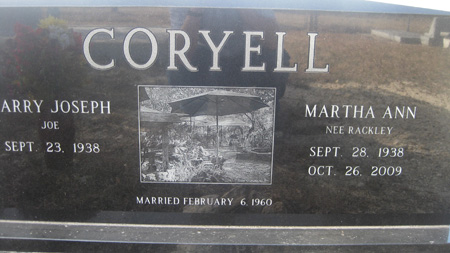 CORYELL
ARRY JOSEPH
JOE
SEPT. 23. 1938
MARTHA ANN
NEE RACKLEY
SEPT. 28. 1938
OCT. 26. 2009
MARRIED FEBRUARY 6. 1960